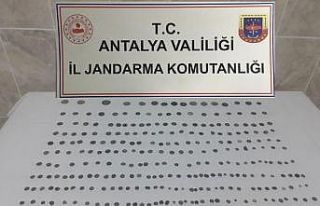 T.C.
ANTALYA VALİLİĞİ
İL JANDARMA KOMUTANLIĞI